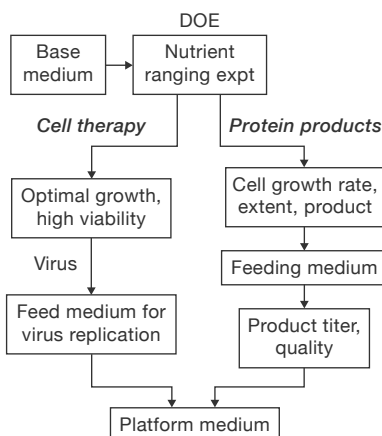 DOE
Base
medium
Nutrient
ranging expt
Cell therapy
Protein products
Optimal growth,
high viability
Cell growth rate,
extent, product
Virus
Feeding medium
Feed medium for
virus replication
Product titer,
quality
Platform medium